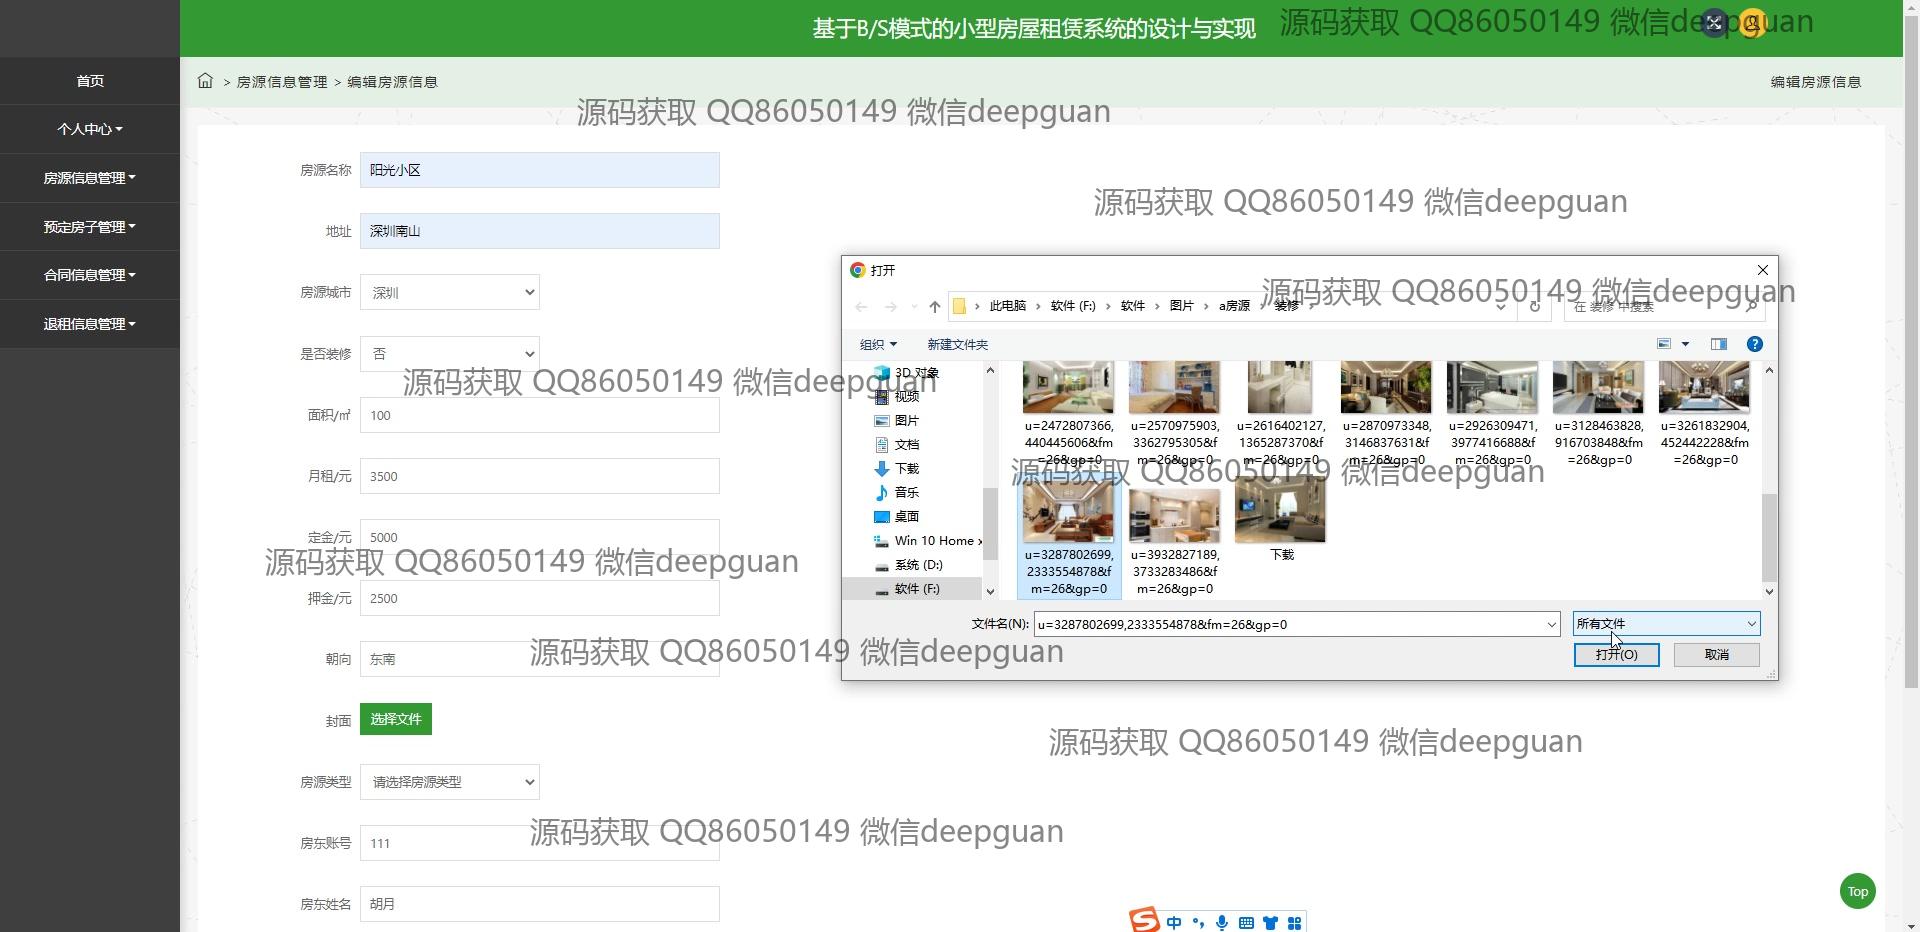 基于B/S模式的小型房屋租赁系统的设计与实现
源码获取 QQ86050149 微信deepguan
首页
个人中心
房源信息管理
预定房子管理
合同信息管理
退租信息管理
> 房源信息管理 > 编辑房源信息
编辑房源信息
源码获取 QQ86050149 微信deepguan
房源名称 阳光小区
源码获取 QQ86050149 微信deepguan
地址 深圳南山
房源城市 深圳
是否装修 否
源码获取 QQ86050149 微信deepguan
面积/㎡ 100
月租/元 3500
定金/元 5000
源码获取 QQ86050149 微信deepguan
押金/元 2500
朝向 东南
源码获取 QQ86050149 微信deepguan
封面 选择文件
房源类型 请选择房源类型
房东账号 111
源码获取 QQ86050149 微信deepguan
房东姓名 胡月
打开
源码获取 QQ86050149 微信deepguan
此电脑 › 软件 (F:) › 软件 › 图片 › a房源 › 装修
在 装修 中搜索
组织 新建文件夹
3D 对象
视频
图片
文档
下载
音乐
桌面
Win 10 Home
系统 (D:)
软件 (F:)
u=2472807366,
440445606&fm
=26&gp=0
u=2570975903,
3362795305&f
m=26&gp=0
u=2616402127,
1365287370&f
m=26&gp=0
u=2870973348,
3146837631&f
m=26&gp=0
u=2926309471,
3977416688&f
m=26&gp=0
u=3128463828,
916703848&fm
=26&gp=0
u=3261832904,
4524442228&fm
=26&gp=0
源码获取 QQ86050149 微信deepguan
u=3287802699,
2333554878&f
m=26&gp=0
u=3932827189,
3733283486&f
m=26&gp=0
下载
文件名(N): u=3287802699,2333554878&fm=26&gp=0
所有文件
打开(O) 取消
源码获取 QQ86050149 微信deepguan
Top
中